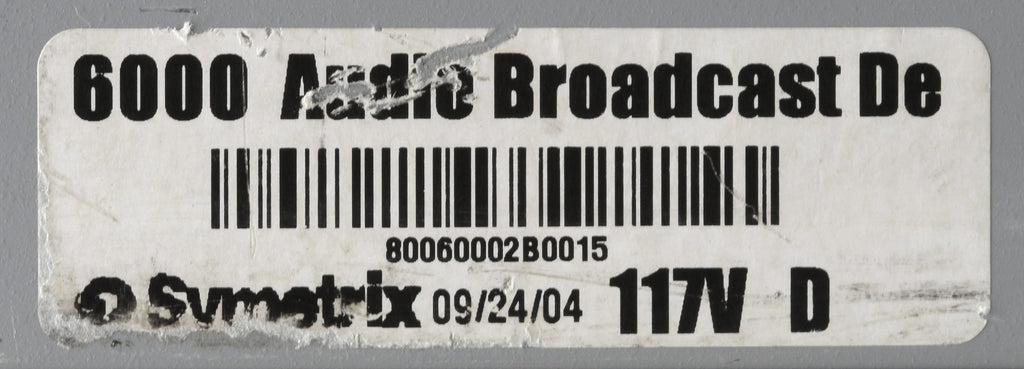 6000 Audio Broadcast De
80060002B0015
Symetrix 09/24/04 117V D